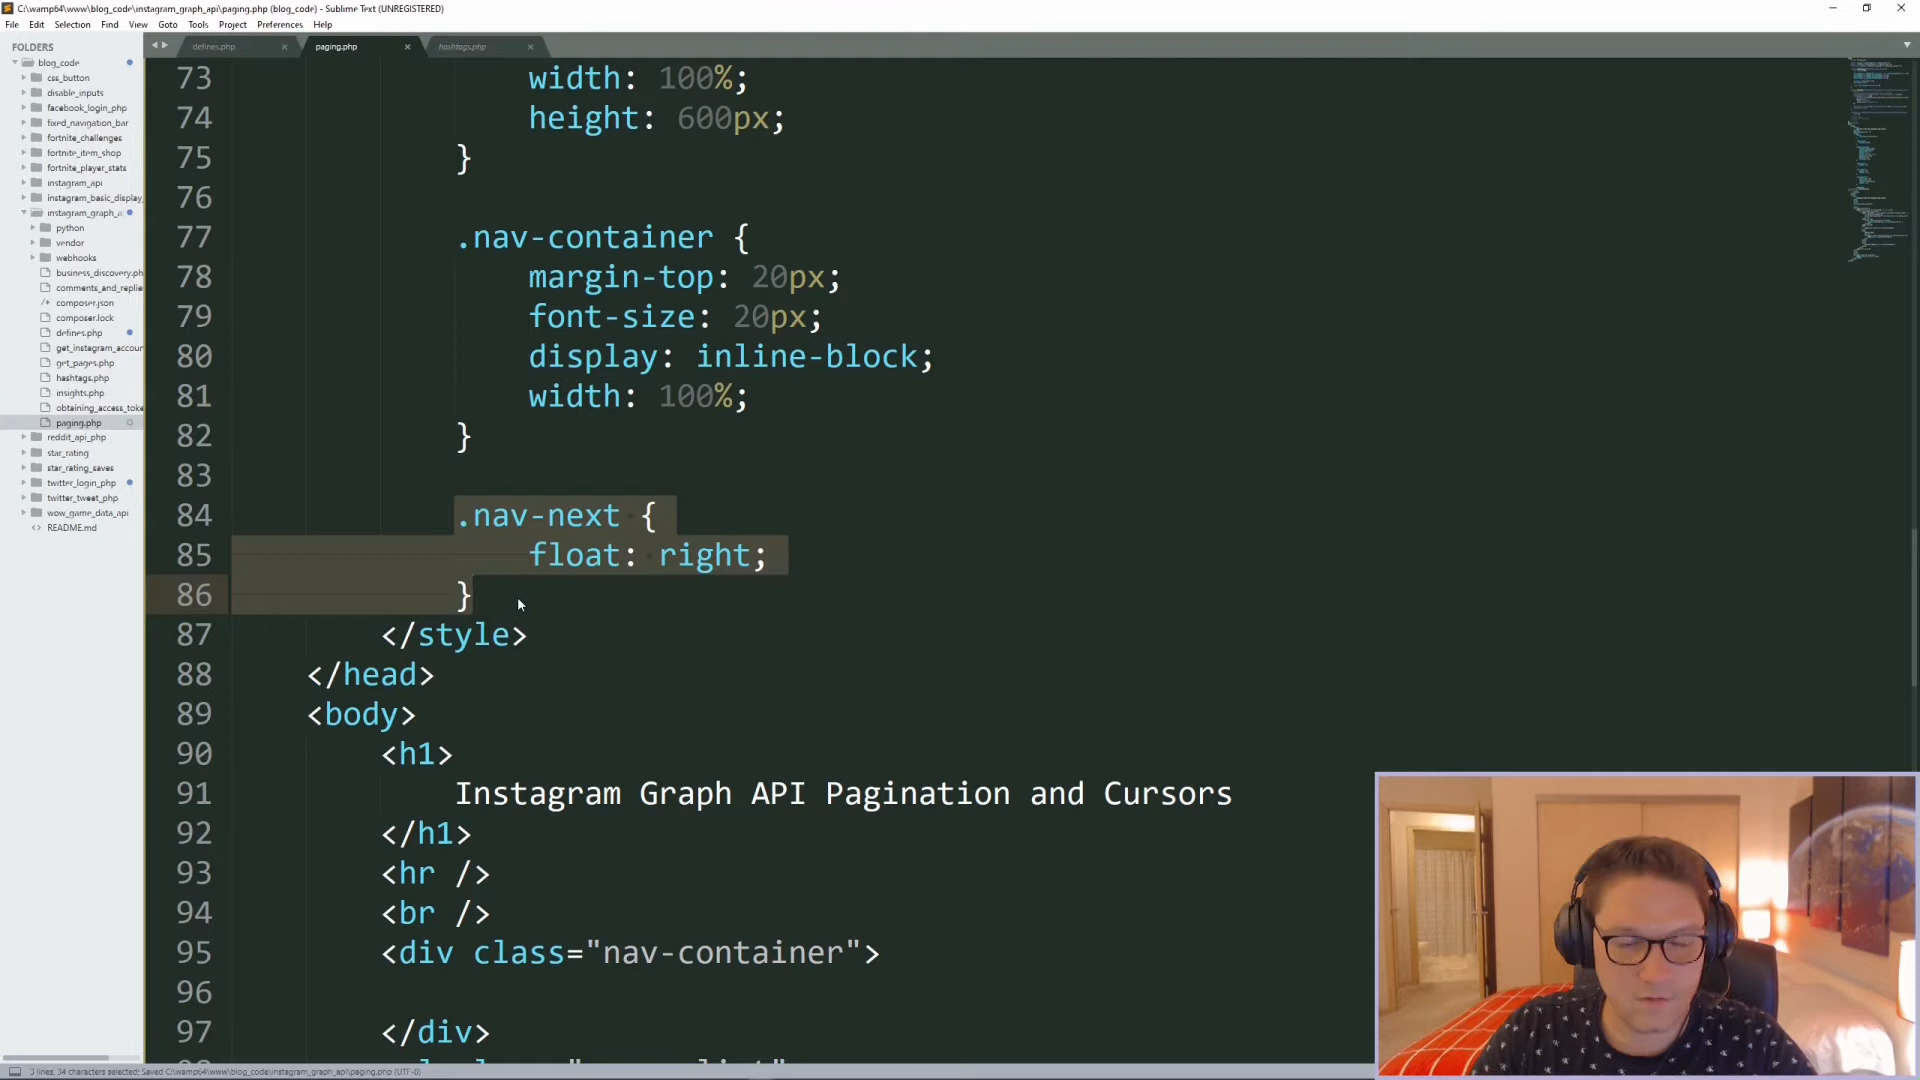 C:\wamp64\www\blog_code\instagram_graph_api\paging.php (blog_code) - Sublime Text (UNREGISTERED)
File Edit Selection Find View Goto Tools Project Preferences Help
FOLDERS
blog_code
css_button
disable_inputs
facebook_login_php
fixed_navigation_bar
fortnite_challenges
fortnite_item_shop
fortnite_player_stats
instagram_api
instagram_basic_display_
instagram_graph_a
python
vendor
webhooks
business_discovery.ph
comments_and_replie
composer.json
composer.lock
defines.php
get_instagram_accour
get_pages.php
hashtags.php
insights.php
obtaining_access_toke
paging.php
reddit_api_php
star_rating
star_rating_saves
twitter_login_php
twitter_tweet_php
wow_game_data_api
README.md
defines.php paging.php hashtags.php
73 width: 100%;
74 height: 600px;
75 }
76
77 .nav-container {
78 margin-top: 20px;
79 font-size: 20px;
80 display: inline-block;
81 width: 100%;
82 }
83
84 .nav-next {
85 float: right;
86 }
87 </style>
88 </head>
89 <body>
90 <h1>
91 Instagram Graph API Pagination and Cursors
92 </h1>
93 <hr />
94 <br />
95 <div class="nav-container">
96
97 </div>
3 lines, 34 characters selected; Saved C:\wamp64\www\blog_code\instagram_graph_api\paging.php (UTF-8)